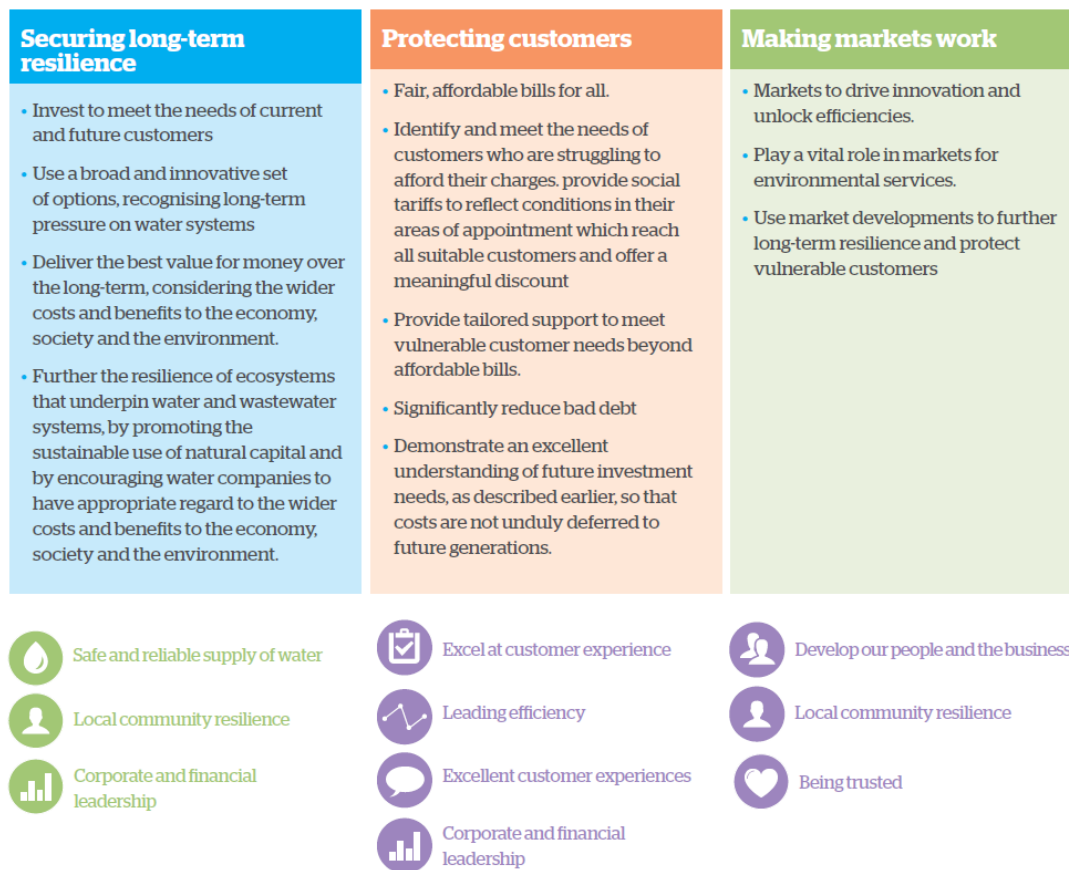 Securing long-term
resilience
• Invest to meet the needs of current
and future customers
• Use a broad and innovative set
of options, recognising long-term
pressure on water systems
• Deliver the best value for money over
the long-term, considering the wider
costs and benefits to the economy,
society and the environment.
• Further the resilience of ecosystems
that underpin water and wastewater
systems, by promoting the
sustainable use of natural capital and
by encouraging water companies to
have appropriate regard to the wider
costs and benefits to the economy,
society and the environment.
Safe and reliable supply of water
Local community resilience
Corporate and financial
leadership
Protecting customers
• Fair, affordable bills for all.
• Identify and meet the needs of
customers who are struggling to
afford their charges. provide social
tariffs to reflect conditions in their
areas of appointment which reach
all suitable customers and offer a
meaningful discount
• Provide tailored support to meet
vulnerable customer needs beyond
affordable bills.
• Significantly reduce bad debt
• Demonstrate an excellent
understanding of future investment
needs, as described earlier, so that
costs are not unduly deferred to
future generations.
Excel at customer experience
Leading efficiency
Excellent customer experiences
Corporate and financial
leadership
Making markets work
• Markets to drive innovation and
unlock efficiencies.
• Play a vital role in markets for
environmental services.
• Use market developments to further
long-term resilience and protect
vulnerable customers
Develop our people and the business
Local community resilience
Being trusted